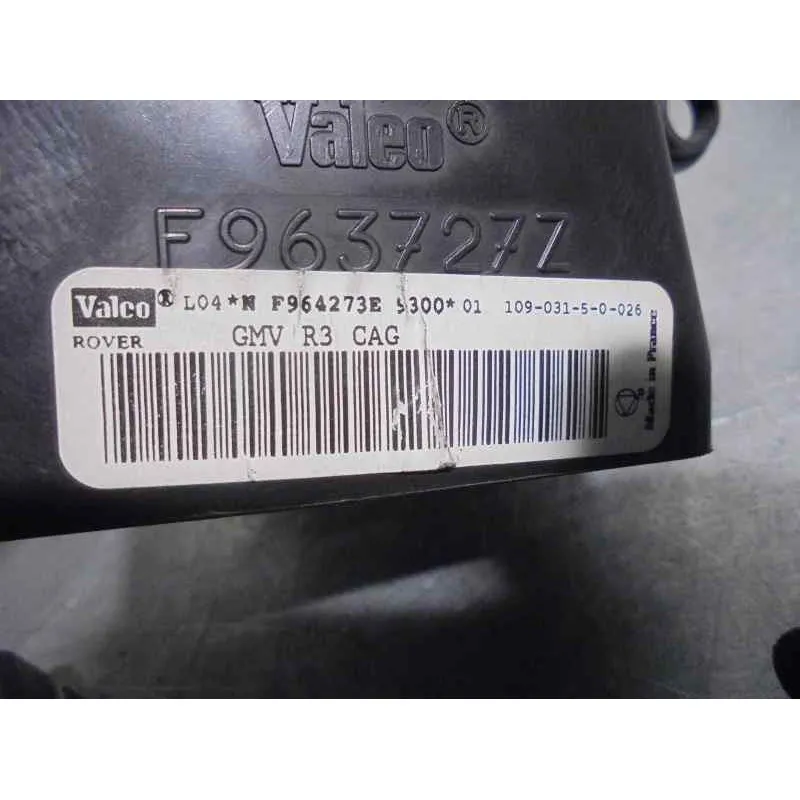 Valeo®
F963727Z
Valeo® L04*N F964273E 5300*01 109-031-5-0-026
ROVER GMV R3 CAG
Made in France